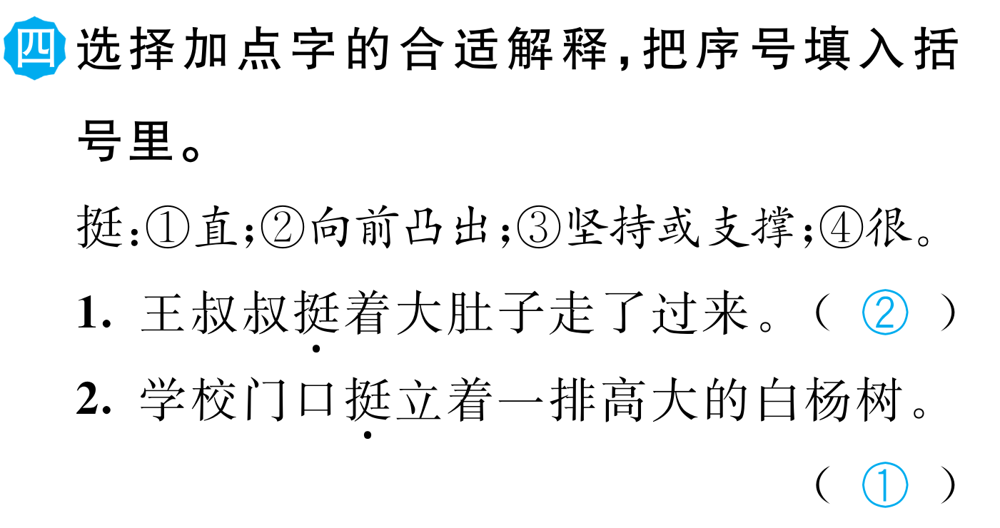 四 选择加点字的合适解释,把序号填入括
号里。
挺:①直;②向前凸出;③坚持或支撑;④很。
1. 王叔叔挺着大肚子走了过来。( ② )
2. 学校门口挺立着一排高大的白杨树。
( ① )